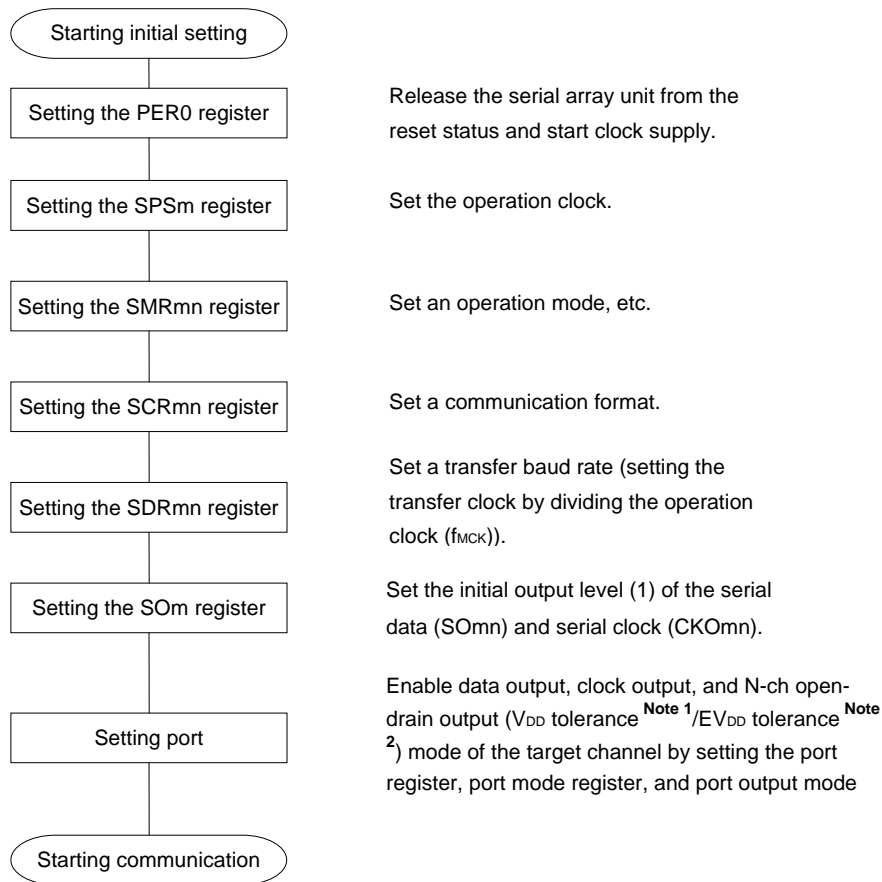 Starting initial setting
Setting the PER0 register
Release the serial array unit from the
reset status and start clock supply.
Setting the SPSm register
Set the operation clock.
Setting the SMRmn register
Set an operation mode, etc.
Setting the SCRmn register
Set a communication format.
Setting the SDRmn register
Set a transfer baud rate (setting the
transfer clock by dividing the operation
clock (fMCK)).
Setting the SOm register
Set the initial output level (1) of the serial
data (SOmn) and serial clock (CKOmn).
Setting port
Enable data output, clock output, and N-ch open-
drain output (VDD tolerance Note 1/EVDD tolerance Note
2) mode of the target channel by setting the port
register, port mode register, and port output mode
Starting communication